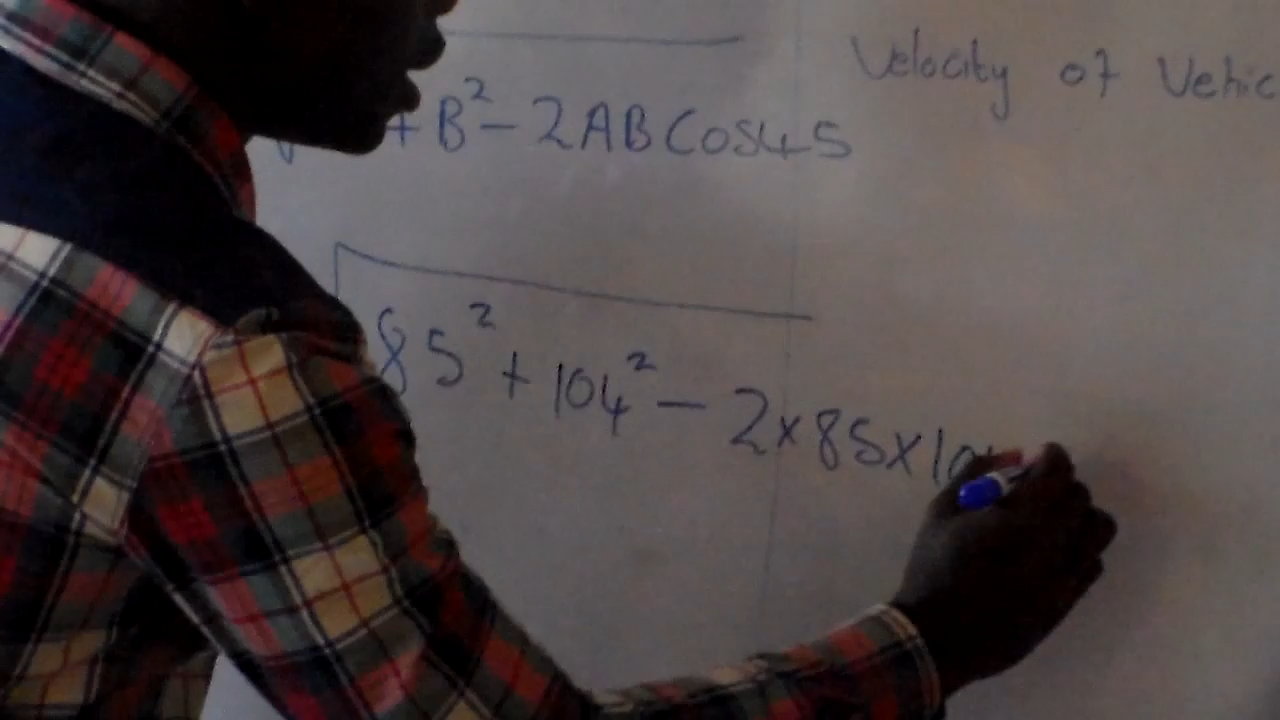 Velocity of Vehic
+ B² - 2ABCos45
85² + 104² - 2×85×10